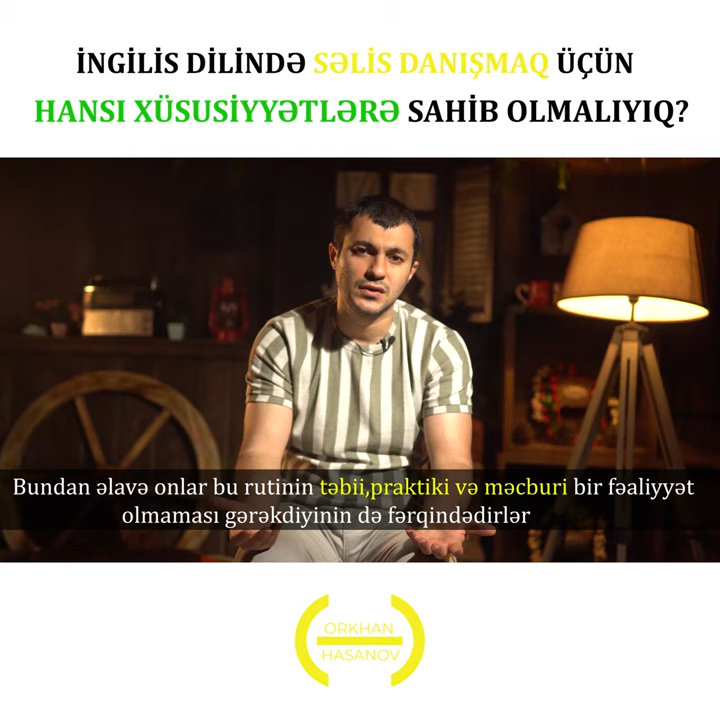 İNGİLİS DİLİNDƏ SƏLİS DANIŞMAQ ÜÇÜN
HANSI XÜSUSİYYƏTLƏRƏ SAHİB OLMALIYIQ?
Bundan əlavə onlar bu rutinin təbii,praktiki və məcburi bir fəaliyyət
olmaması gərəkdiyinin də fərqindədirlər
ORKHAN
HASANOV